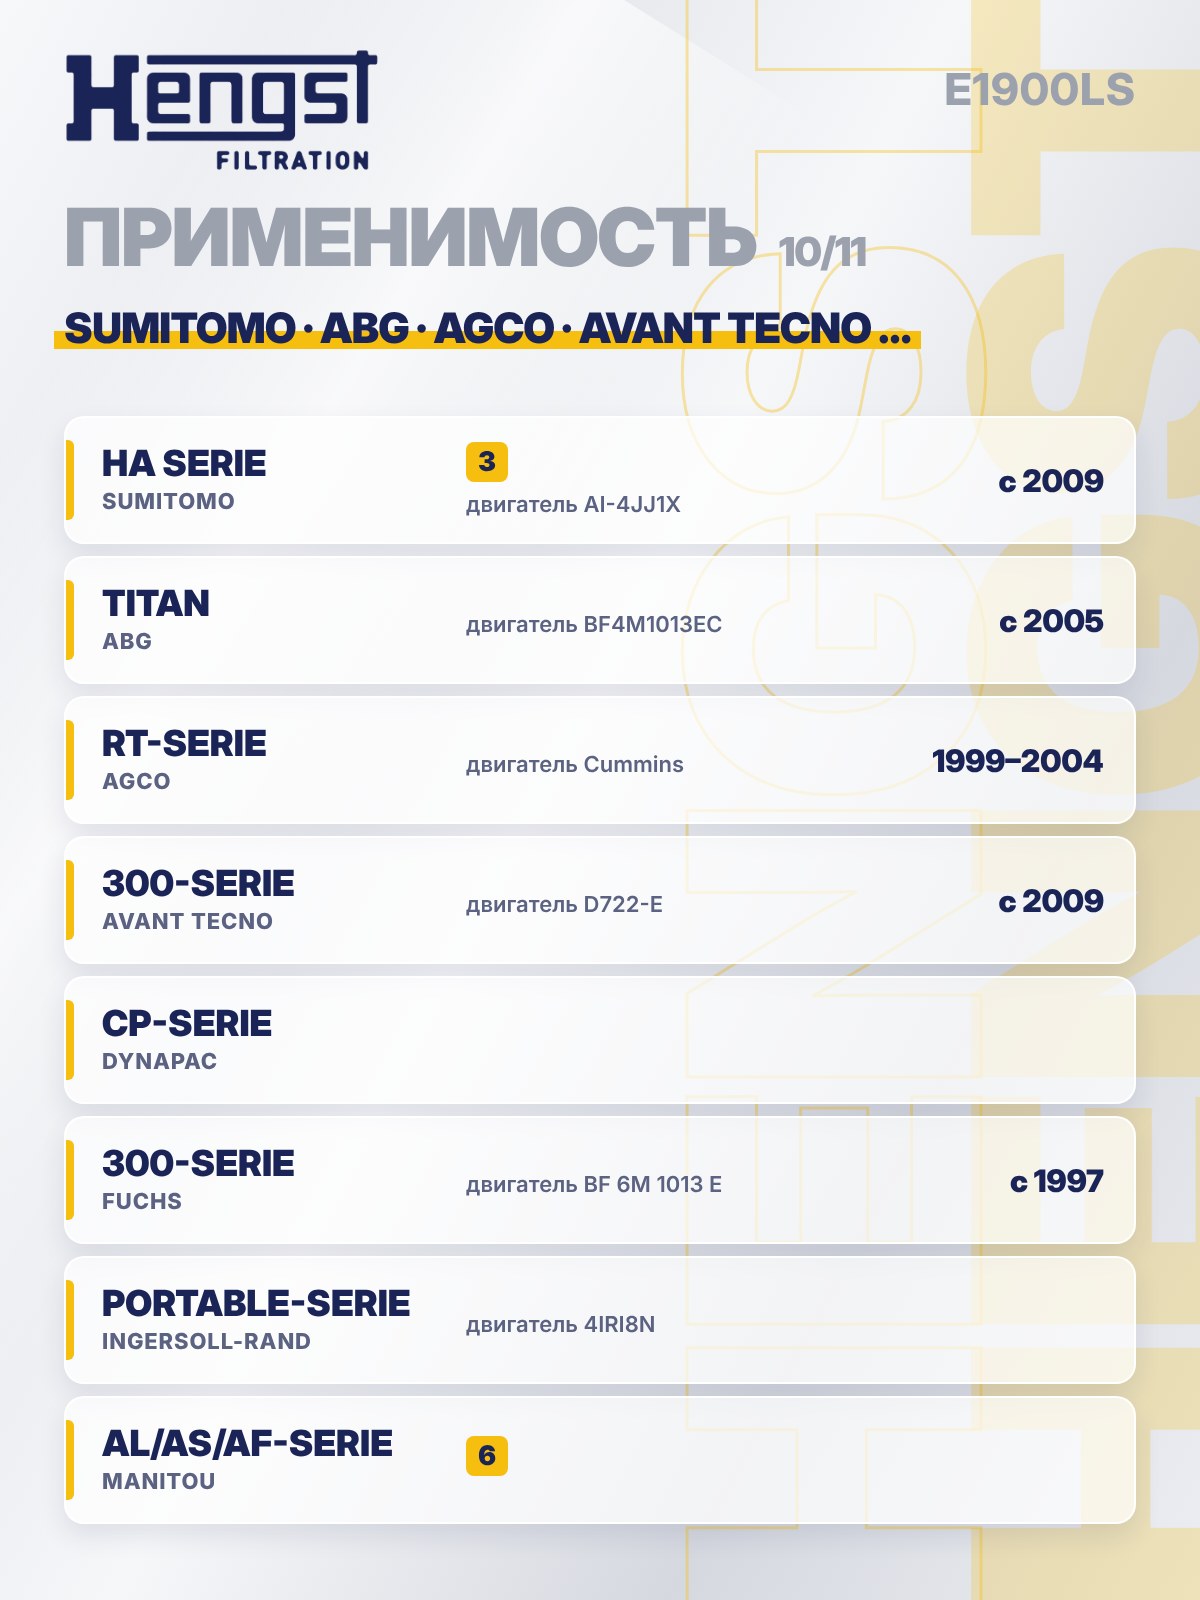 Hengst
FILTRATION
E1900LS
ПРИМЕНИМОСТЬ 10/11
SUMITOMO · ABG · AGCO · AVANT TECNO ...
HA SERIE
SUMITOMO
3
двигатель AI-4JJ1X
с 2009
TITAN
ABG
двигатель BF4M1013EC
с 2005
RT-SERIE
AGCO
двигатель Cummins
1999–2004
300-SERIE
AVANT TECNO
двигатель D722-E
с 2009
CP-SERIE
DYNAPAC
300-SERIE
FUCHS
двигатель BF 6M 1013 E
с 1997
PORTABLE-SERIE
INGERSOLL-RAND
двигатель 4IRI8N
AL/AS/AF-SERIE
MANITOU
6
HENGST
HENGST